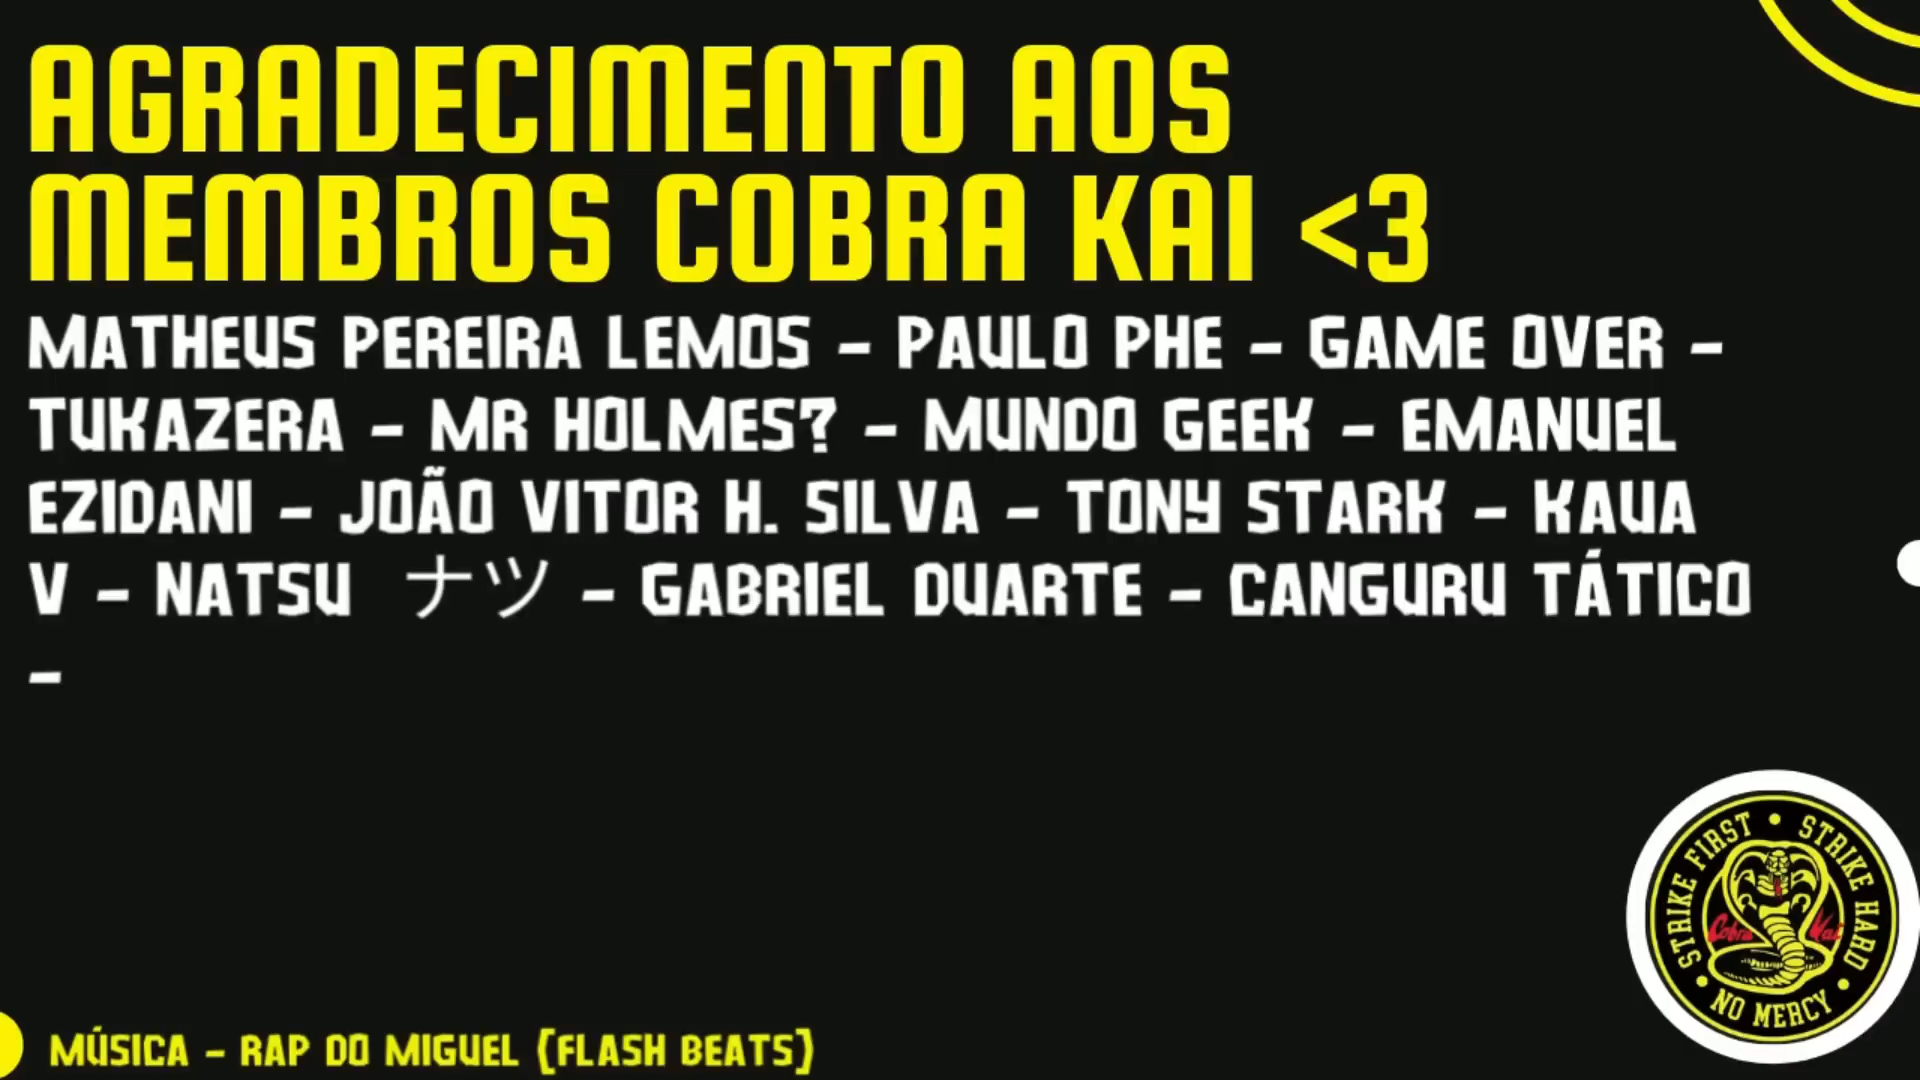 AGRADECIMENTO AOS
MEMBROS COBRA KAI <3
MATHEUS PEREIRA LEMOS - PAULO PHE - GAME OVER -
TUKAZERA - MR HOLMES? - MUNDO GEEK - EMANUEL
EZIDANI - JOÃO VITOR H. SILVA - TONY STARK - KAUA
V - NATSU ナツ - GABRIEL DUARTE - CANGURU TÁTICO
-
STRIKE FIRST • STRIKE HARD • NO MERCY •
Cobra Kai
MÚSICA - RAP DO MIGUEL (FLASH BEATS)